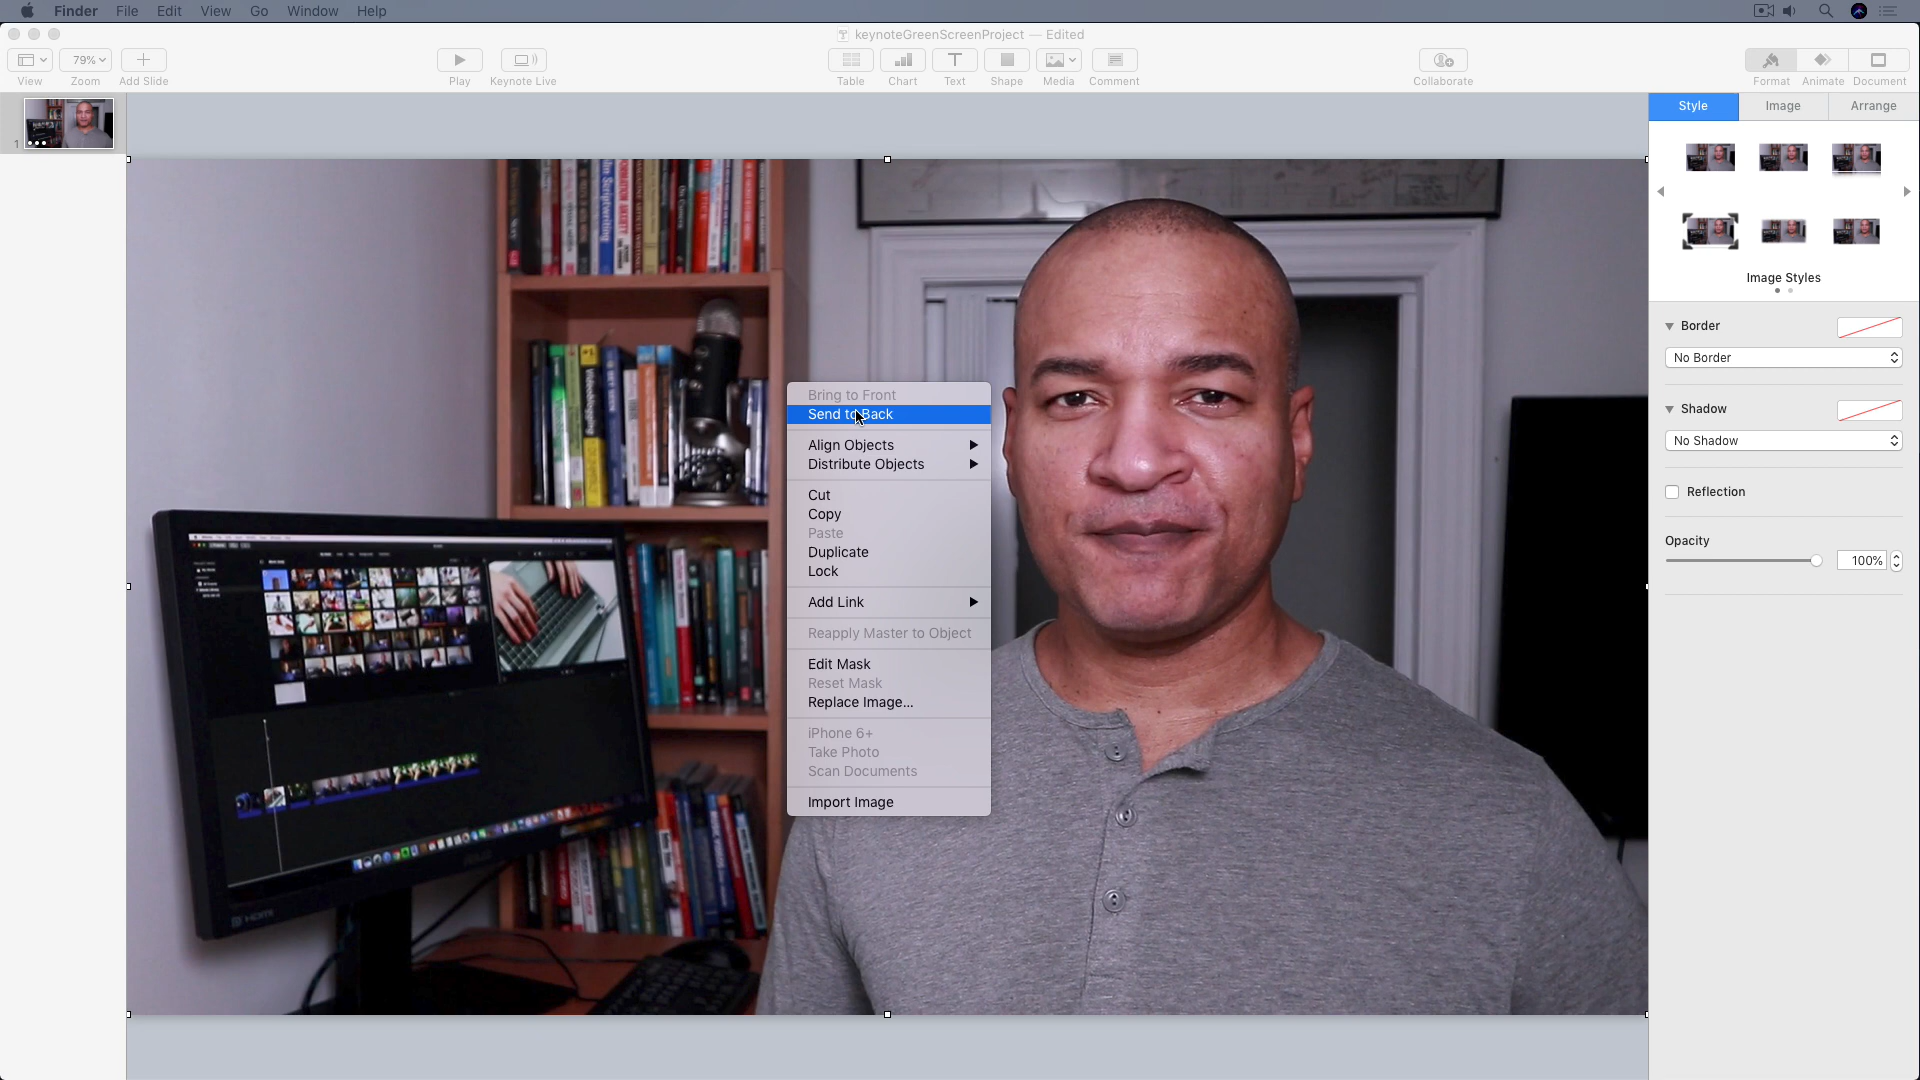 Finder File Edit View Go Window Help
keynoteGreenScreenProject — Edited
79%
View Zoom Add Slide Play Keynote Live Table Chart Text Shape Media Comment Collaborate Format Animate Document
Style Image Arrange
1
Image Styles
Border
No Border
Shadow
No Shadow
Reflection
Opacity
100%
Bring to Front
Send to Back
Align Objects
Distribute Objects
Cut
Copy
Paste
Duplicate
Lock
Add Link
Reapply Master to Object
Edit Mask
Reset Mask
Replace Image...
iPhone 6+
Take Photo
Scan Documents
Import Image
HDMI